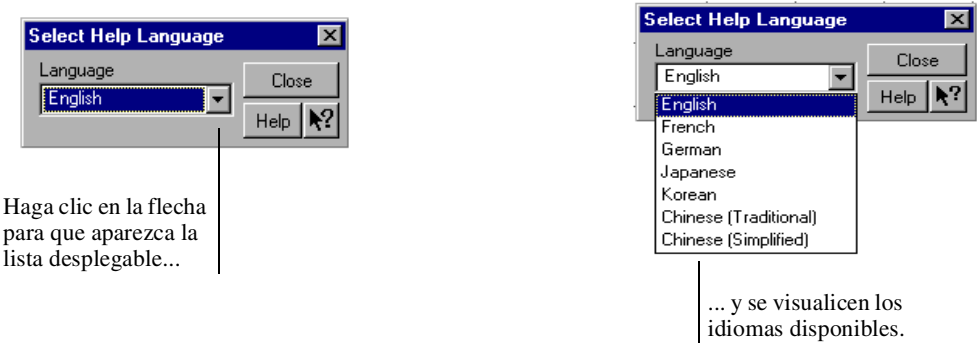 Select Help Language
Language
English
Close
Help
?
Haga clic en la flecha
para que aparezca la
lista desplegable...
Select Help Language
Language
English
Close
Help
?
English
French
German
Japanese
Korean
Chinese (Traditional)
Chinese (Simplified)
... y se visualicen los
idiomas disponibles.